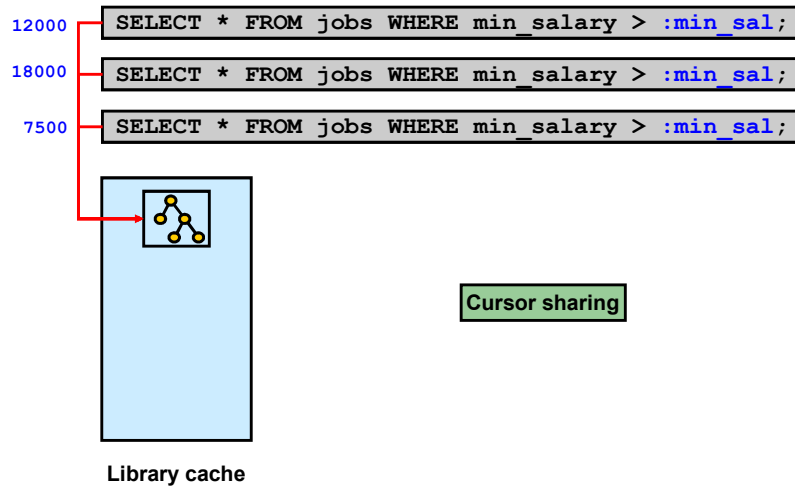 12000 SELECT * FROM jobs WHERE min_salary > :min_sal;
18000 SELECT * FROM jobs WHERE min_salary > :min_sal;
7500 SELECT * FROM jobs WHERE min_salary > :min_sal;
Cursor sharing
Library cache